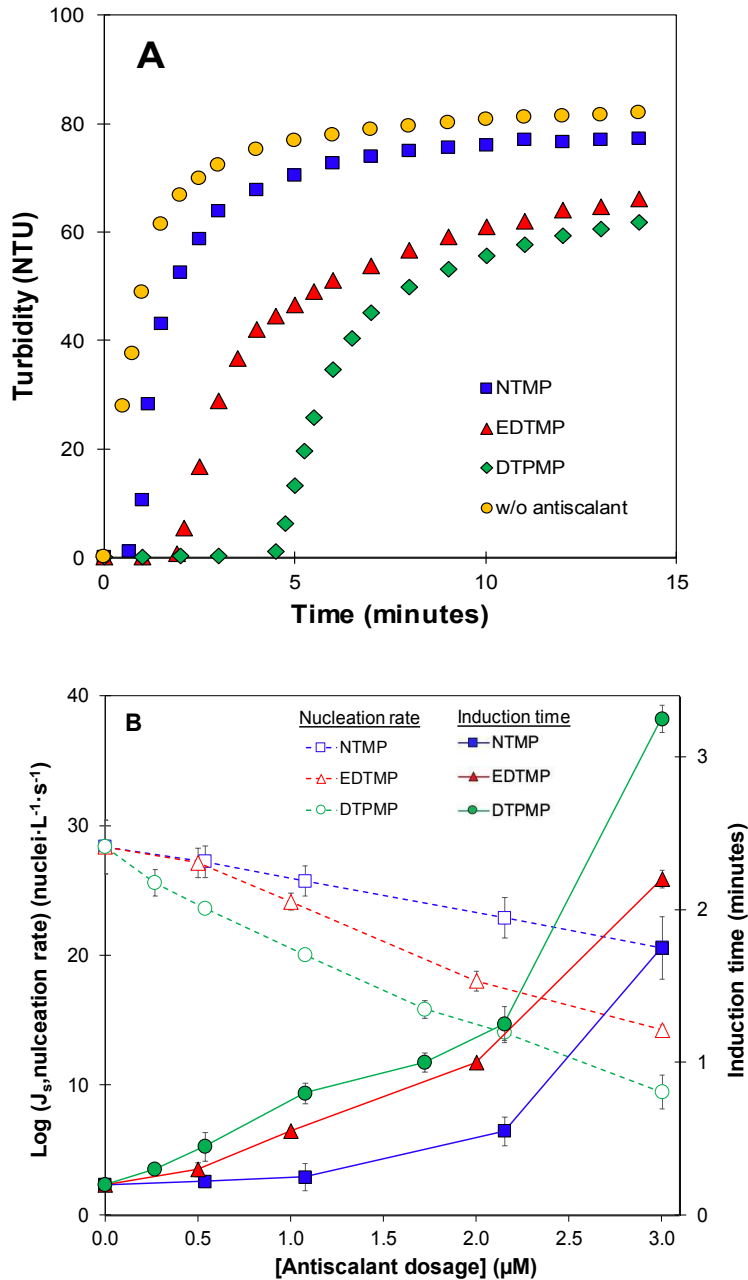 A
100
80
60
40
20
0
Turbidity (NTU)
NTMP
EDTMP
DTPMP
w/o antiscalant
0 5 10 15
Time (minutes)
B
40
30
20
10
0
Log (Js,nulceation rate) (nuclei·L⁻¹·s⁻¹)
Nucleation rate Induction time
NTMP NTMP
EDTMP EDTMP
DTPMP DTPMP
3
2
1
0
Induction time (minutes)
0.0 0.5 1.0 1.5 2.0 2.5 3.0
[Antiscalant dosage] (µM)